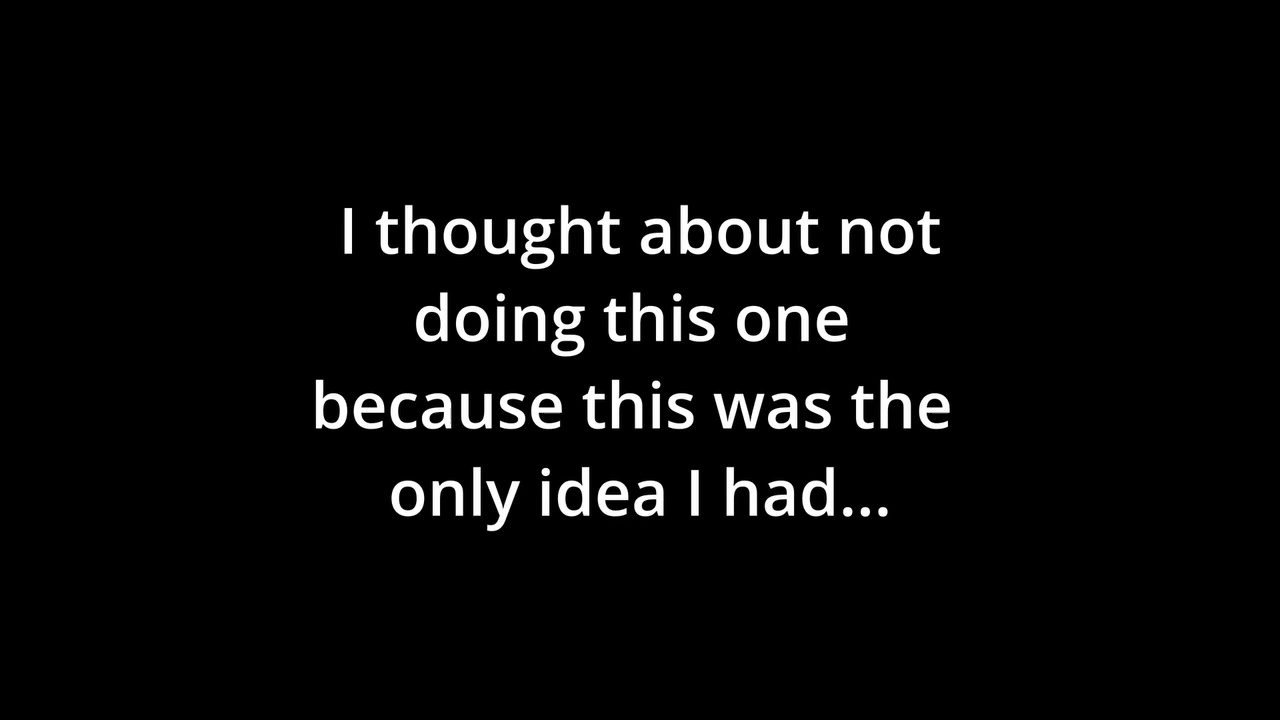 I thought about not
doing this one
because this was the
only idea I had...